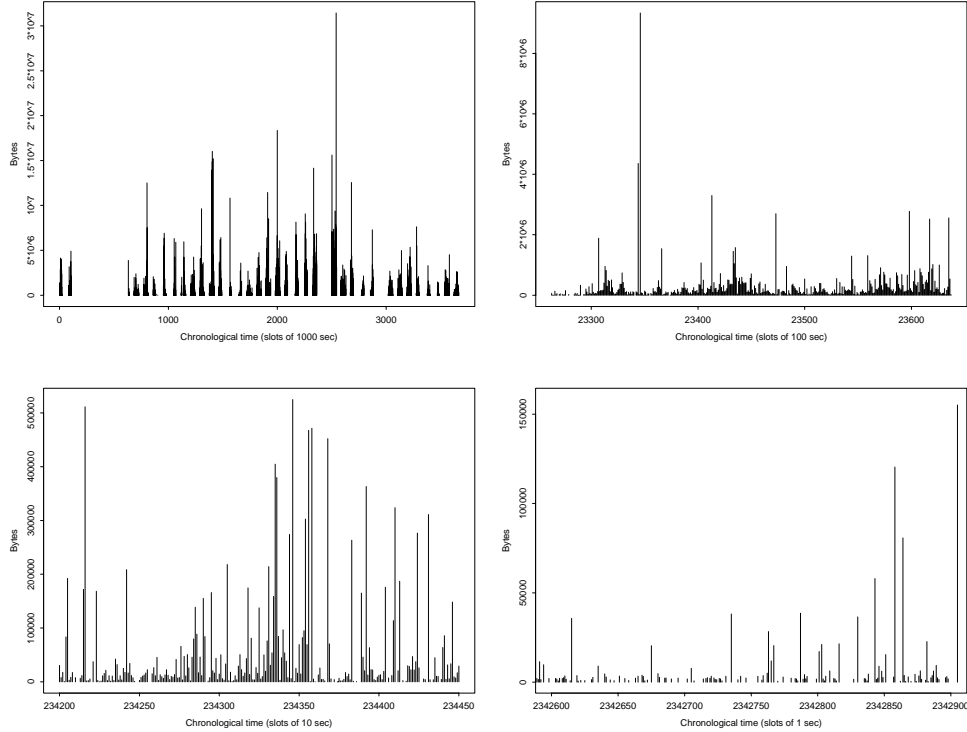 Bytes
0
5*10^6
10^7
1.5*10^7
2*10^7
2.5*10^7
3*10^7
0 1000 2000 3000
Chronological time (slots of 1000 sec)
Bytes
0
2*10^6
4*10^6
6*10^6
8*10^6
23300 23400 23500 23600
Chronological time (slots of 100 sec)
Bytes
0
100000
200000
300000
400000
500000
234200 234250 234300 234350 234400 234450
Chronological time (slots of 10 sec)
Bytes
0
50000
100000
150000
2342600 2342650 2342700 2342750 2342800 2342850 2342900
Chronological time (slots of 1 sec)